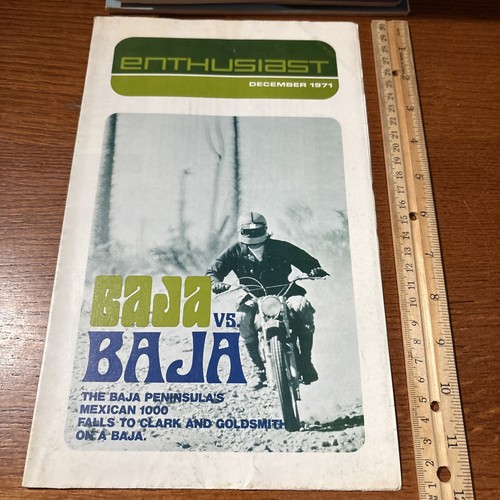 enthusiast
DECEMBER 1971
BAJA VS.
BAJA
THE BAJA PENINSULA'S
MEXICAN 1000
FALLS TO CLARK AND GOLDSMITH
ON A BAJA.